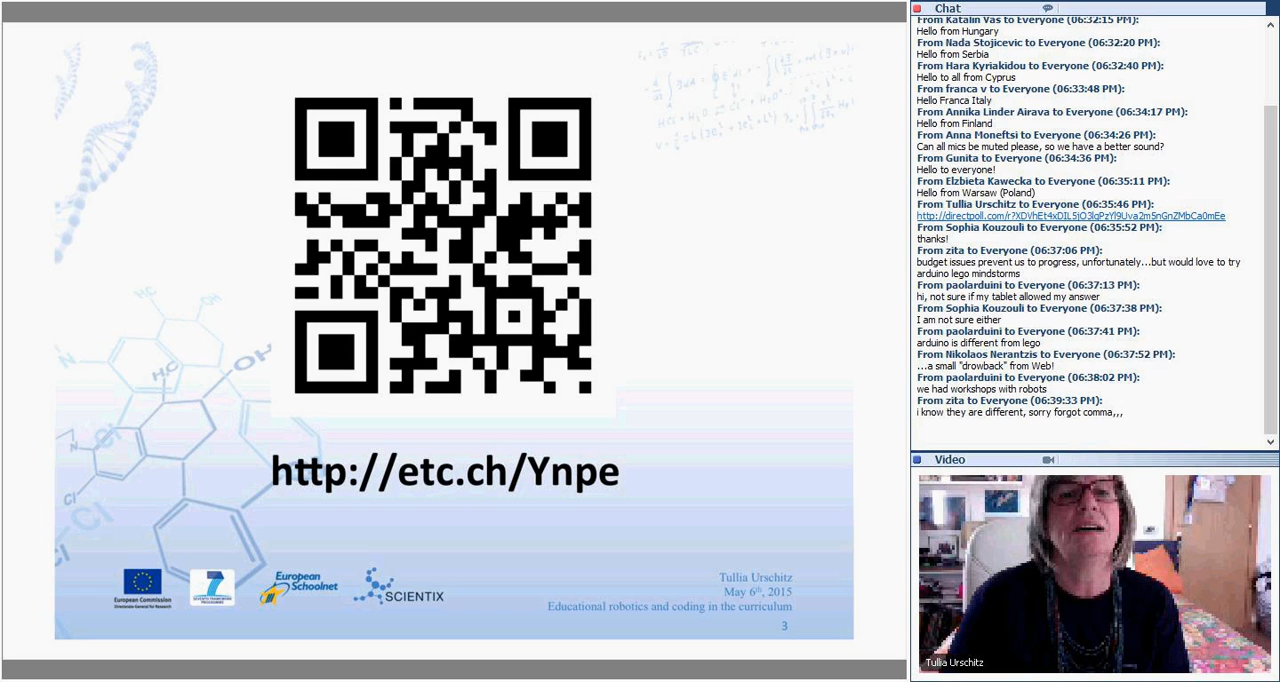 http://etc.ch/Ynpe
European Commission
European
Schoolnet
SCIENTIX
Tullia Urschitz
May 6th, 2015
Educational robotics and coding in the curriculum
3
Chat
From Katalin Vas to Everyone (06:32:15 PM):
Hello from Hungary
From Nada Stojicevic to Everyone (06:32:20 PM):
Hello from Serbia
From Hara Kyriakidou to Everyone (06:32:40 PM):
Hello to all from Cyprus
From franca v to Everyone (06:33:48 PM):
Hello Franca Italy
From Annika Linder Airava to Everyone (06:34:17 PM):
Hello from Finland
From Anna Moneftsi to Everyone (06:34:26 PM):
Can all mics be muted please, so we have a better sound?
From Gunita to Everyone (06:34:36 PM):
Hello to everyone!
From Elzbieta Kawecka to Everyone (06:35:11 PM):
Hello from Warsaw (Poland)
From Tullia Urschitz to Everyone (06:35:46 PM):
From Sophia Kouzouli to Everyone (06:35:52 PM):
thanks!
From zita to Everyone (06:37:06 PM):
budget issues prevent us to progress, unfortunately...but would love to try
arduino lego mindstorms
From paolarduini to Everyone (06:37:13 PM):
hi, not sure if my tablet allowed my answer
From Sophia Kouzouli to Everyone (06:37:38 PM):
I am not sure either
From paolarduini to Everyone (06:37:41 PM):
arduino is different from lego
From Nikolaos Nerantzis to Everyone (06:37:52 PM):
...a small "drowback" from Web!
From paolarduini to Everyone (06:38:02 PM):
we had workshops with robots
From zita to Everyone (06:39:33 PM):
i know they are different, sorry forgot comma,,,
Video
Tullia Urschitz